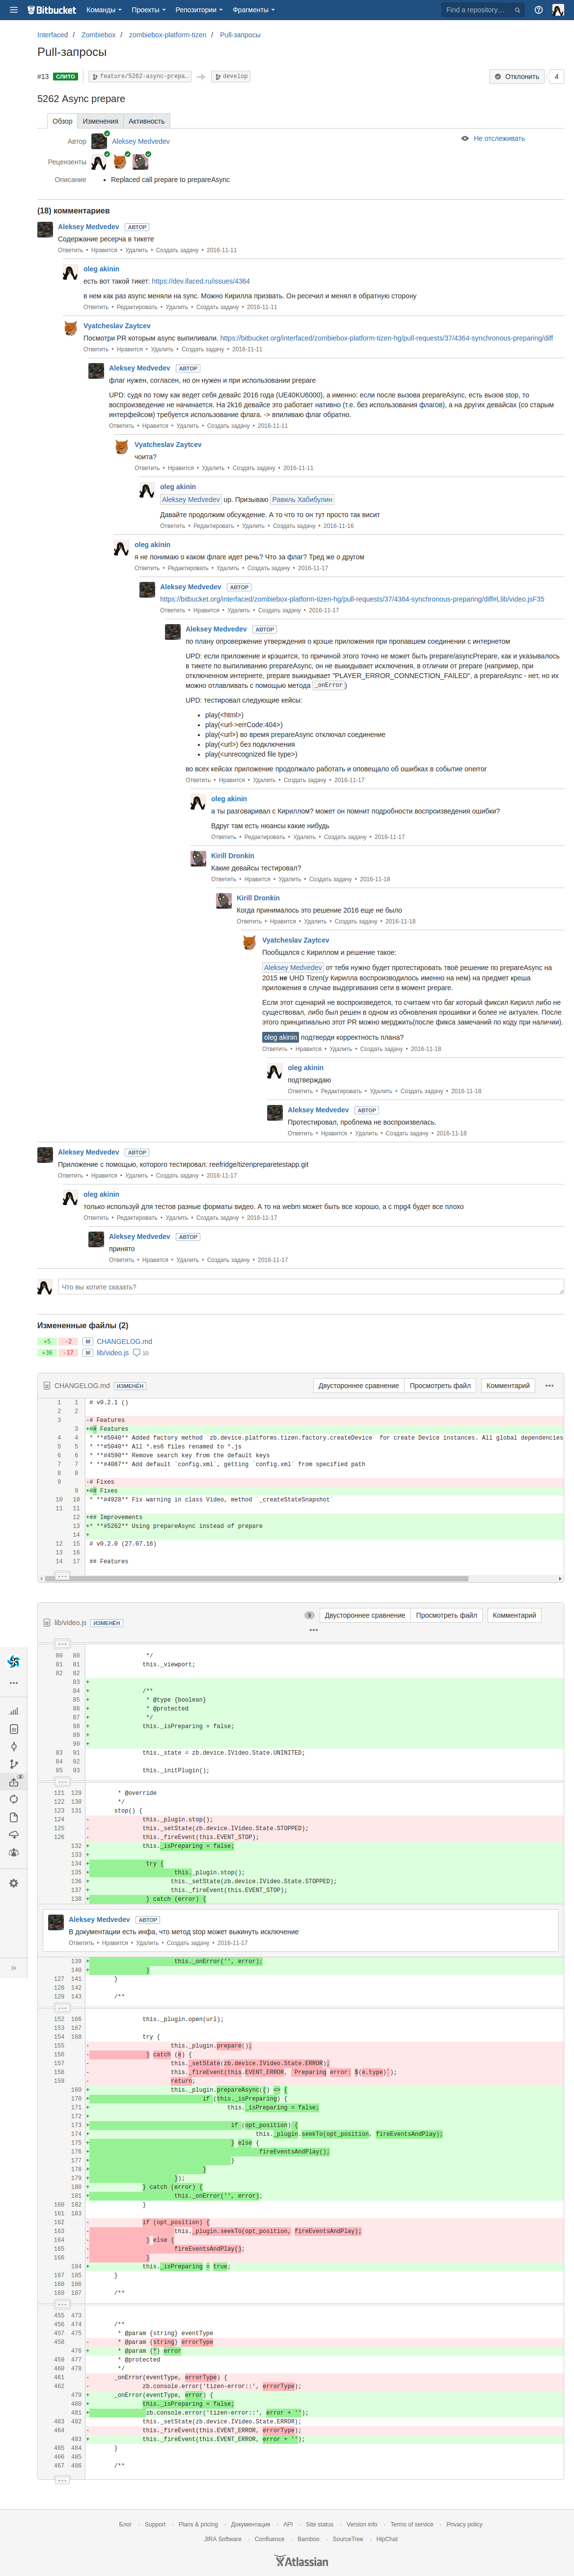 Bitbucket Команды Проекты Репозитории Фрагменты Find a repository…
Interfaced / Zombiebox / zombiebox-platform-tizen / Пулл-запросы
Пулл-запросы
#13 СЛИТО feature/5262-async-prepa… develop Отклонить 4
5262 Async prepare
Обзор Изменения Активность
Автор Aleksey Medvedev Не отслеживать
Рецензенты
Описание • Replaced call prepare to prepareAsync
(18) комментариев
Aleksey Medvedev АВТОР
Содержание ресерча в тикете
Ответить • Нравится • Удалить • Создать задачу • 2016-11-11
oleg akinin
есть вот такой тикет: https://dev.ifaced.ru/issues/4364
в нем как раз async меняли на sync. Можно Кирилла призвать. Он ресечил и менял в обратную сторону
Ответить • Редактировать • Удалить • Создать задачу • 2016-11-11
Vyatcheslav Zaytcev
Посмотри PR которым async выпиливали. https://bitbucket.org/interfaced/zombiebox-platform-tizen-hg/pull-requests/37/4364-synchronous-preparing/diff
Ответить • Нравится • Удалить • Создать задачу • 2016-11-11
Aleksey Medvedev АВТОР
флаг нужен, согласен, но он нужен и при использовании prepare
UPD: судя по тому как ведет себя девайс 2016 года (UE40KU6000), а именно: если после вызова prepareAsync, есть вызов stop, то
воспроизведение не начинается. На 2k16 девайсе это работает нативно (т.е. без использования флагов), а на других девайсах (со старым
интерфейсом) требуется использование флага. -> впиливаю флаг обратно.
Ответить • Нравится • Удалить • Создать задачу • 2016-11-11
Vyatcheslav Zaytcev
чоита?
Ответить • Нравится • Удалить • Создать задачу • 2016-11-11
oleg akinin
Aleksey Medvedev up. Призываю Равиль Хабибулин
Давайте продолжим обсуждение. А то что то он тут просто так висит
Ответить • Редактировать • Удалить • Создать задачу • 2016-11-16
oleg akinin
я не понимаю о каком флаге идет речь? Что за флаг? Тред же о другом
Ответить • Редактировать • Удалить • Создать задачу • 2016-11-17
Aleksey Medvedev АВТОР
https://bitbucket.org/interfaced/zombiebox-platform-tizen-hg/pull-requests/37/4364-synchronous-preparing/diff#Llib/video.jsF35
Ответить • Нравится • Удалить • Создать задачу • 2016-11-17
Aleksey Medvedev АВТОР
по плану опровержение утверждения о крэше приложения при пропавшем соединении с интернетом
UPD: если приложение и крошится, то причиной этого точно не может быть prepare/asyncPrepare, как и указывалось
в тикете по выпиливанию prepareAsync, он не выкидывает исключения, в отличии от prepare (например, при
отключенном интернете, prepare выкидывает "PLAYER_ERROR_CONNECTION_FAILED", а prepareAsync - нет, но их
можно отлавливать с помощью метода _onError)
UPD: тестировал следующие кейсы:
• play(<html>)
• play(<url->errCode:404>)
• play(<url>) во время prepareAsync отключал соединение
• play(<url>) без подключения
• play(<unrecognized file type>)
во всех кейсах приложение продолжало работать и оповещало об ошибках в событие onerror
Ответить • Нравится • Удалить • Создать задачу • 2016-11-17
oleg akinin
а ты разговаривал с Кириллом? может он помнит подробности воспроизведения ошибки?
Вдруг там есть нюансы какие нибудь
Ответить • Редактировать • Удалить • Создать задачу • 2016-11-17
Kirill Dronkin
Какие девайсы тестировал?
Ответить • Нравится • Удалить • Создать задачу • 2016-11-18
Kirill Dronkin
Когда принималось это решение 2016 еще не было
Ответить • Нравится • Удалить • Создать задачу • 2016-11-18
Vyatcheslav Zaytcev
Пообщался с Кириллом и решение такое:
Aleksey Medvedev от тебя нужно будет протестировать твоё решение по prepareAsync на
2015 не UHD Tizen(у Кирилла воспроизводилось именно на нем) на предмет креша
приложения в случае выдергивания сети в момент prepare.
Если этот сценарий не воспроизведется, то считаем что баг который фиксил Кирилл либо не
существовал, либо был решен в одном из обновления прошивки и более не актуален. После
этого принципиально этот PR можно мерджить(после фикса замечаний по коду при наличии).
oleg akinin подтверди корректность плана?
Ответить • Нравится • Удалить • Создать задачу • 2016-11-18
oleg akinin
подтверждаю
Ответить • Редактировать • Удалить • Создать задачу • 2016-11-18
Aleksey Medvedev АВТОР
Протестировал, проблема не воспроизвелась.
Ответить • Нравится • Удалить • Создать задачу • 2016-11-18
Aleksey Medvedev АВТОР
Приложение с помощью, которого тестировал: reefridge/tizenpreparetestapp.git
Ответить • Нравится • Удалить • Создать задачу • 2016-11-17
oleg akinin
только используй для тестов разные форматы видео. А то на webm может быть все хорошо, а с mpg4 будет все плохо
Ответить • Редактировать • Удалить • Создать задачу • 2016-11-17
Aleksey Medvedev АВТОР
принято
Ответить • Нравится • Удалить • Создать задачу • 2016-11-17
Что вы хотите сказать?
Измененные файлы (2)
+5 -2 M CHANGELOG.md
+36 -17 M lib/video.js 10
CHANGELOG.md ИЗМЕНЁН Двустороннее сравнение Просмотреть файл Комментарий •••
1 1 # v0.2.1 ()
2 2
3 -# Features
3 +## Features
4 4 * **#5040** Added factory method `zb.device.platforms.tizen.factory.createDevice` for create Device instances. All global dependencies
5 5 * **#5040** All *.es6 files renamed to *.js
6 6 * **#4590** Remove search key from the default keys
7 7 * **#4087** Add default `config.xml`, getting `config.xml` from specified path
8 8
9 -# Fixes
9 +## Fixes
10 10 * **#4928** Fix warning in class Video, method `_createStateSnapshot`
11 11
12 +## Improvements
13 +* **#5262** Using prepareAsync instead of prepare
14 +
12 15 # v0.2.0 (27.07.16)
13 16
14 17 ## Features
lib/video.js ИЗМЕНЁН 9 Двустороннее сравнение Просмотреть файл Комментарий
•••
80 80 */
81 81 this._viewport;
82 82
83 +
84 + /**
85 + * @type {boolean}
86 + * @protected
87 + */
88 + this._isPreparing = false;
89 +
90 +
83 91 this._state = zb.device.IVideo.State.UNINITED;
84 92
85 93 this._initPlugin();
121 129 * @override
122 130 */
123 131 stop() {
124 - this._plugin.stop();
125 - this._setState(zb.device.IVideo.State.STOPPED);
126 - this._fireEvent(this.EVENT_STOP);
132 + this._isPreparing = false;
133 +
134 + try {
135 + this._plugin.stop();
136 + this._setState(zb.device.IVideo.State.STOPPED);
137 + this._fireEvent(this.EVENT_STOP);
138 + } catch (error) {
Aleksey Medvedev АВТОР
В документации есть инфа, что метод stop может выкинуть исключение
Ответить • Нравится • Удалить • Создать задачу • 2016-11-17
139 + this._onError('', error);
140 + }
127 141 }
128 142
129 143 /**
152 166 this._plugin.open(url);
153 167
154 168 try {
155 - this._plugin.prepare();
156 - } catch (e) {
157 - this._setState(zb.device.IVideo.State.ERROR);
158 - this._fireEvent(this.EVENT_ERROR, `Preparing error: ${e.type}`);
159 - return;
169 + this._plugin.prepareAsync(() => {
170 + if (this._isPreparing) {
171 + this._isPreparing = false;
172 +
173 + if (opt_position) {
174 + this._plugin.seekTo(opt_position, fireEventsAndPlay);
175 + } else {
176 + fireEventsAndPlay();
177 + }
178 + }
179 + });
180 + } catch (error) {
181 + this._onError('', error);
160 182 }
161 183
162 - if (opt_position) {
163 - this._plugin.seekTo(opt_position, fireEventsAndPlay);
164 - } else {
165 - fireEventsAndPlay();
166 - }
184 + this._isPreparing = true;
167 185 }
168 186
169 187 /**
455 473
456 474 /**
457 475 * @param {string} eventType
458 - * @param {string} errorType
476 + * @param {*} error
459 477 * @protected
460 478 */
461 - _onError(eventType, errorType) {
462 - zb.console.error('tizen-error::', errorType);
479 + _onError(eventType, error) {
480 + this._isPreparing = false;
481 + zb.console.error('tizen-error::', error + '');
463 482 this._setState(zb.device.IVideo.State.ERROR);
464 - this._fireEvent(this.EVENT_ERROR, errorType);
483 + this._fireEvent(this.EVENT_ERROR, error + '');
465 484 }
466 485
467 486 /**
Блог · Support · Plans & pricing · Документация · API · Site status · Version info · Terms of service · Privacy policy
JIRA Software · Confluence · Bamboo · SourceTree · HipChat
Atlassian